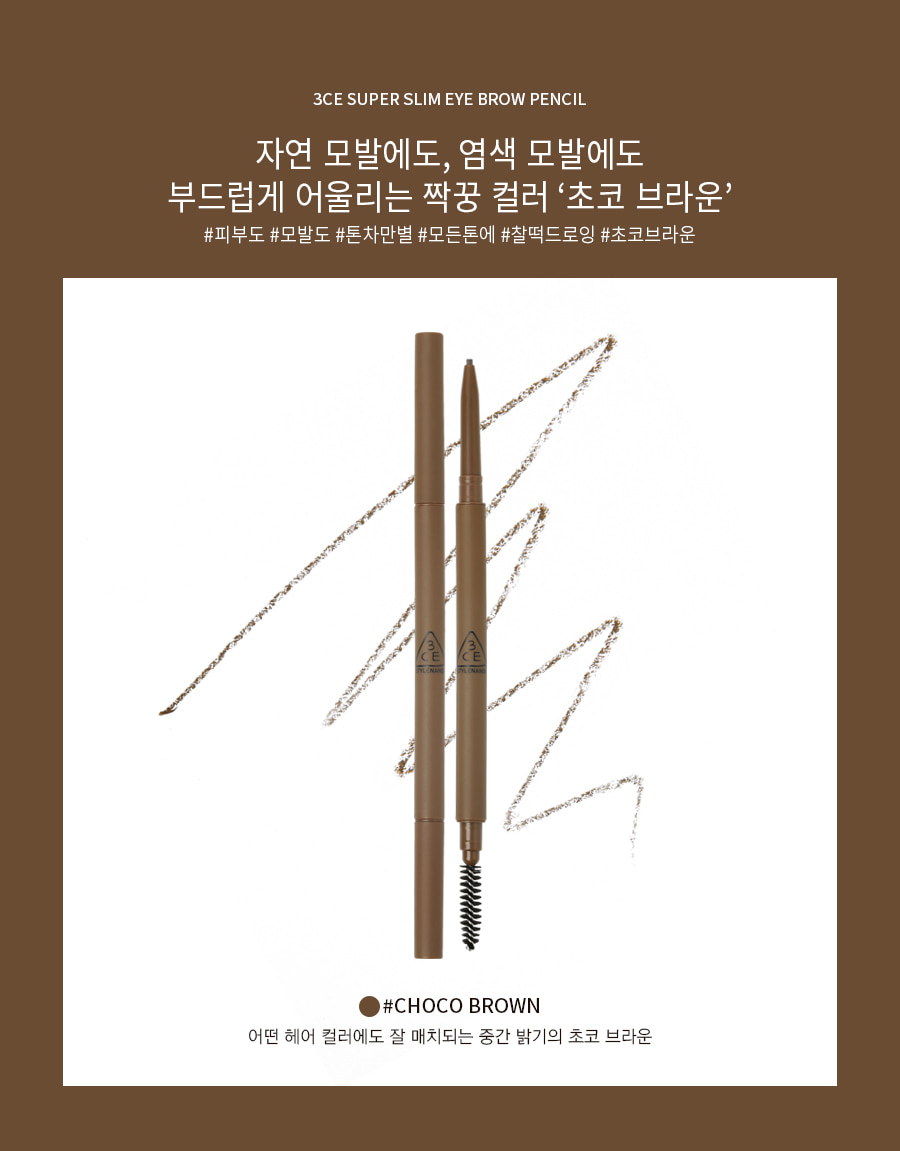 3CE SUPER SLIM EYE BROW PENCIL
자연 모발에도, 염색 모발에도
부드럽게 어울리는 짝꿍 컬러 ‘초코 브라운’
#피부도 #모발도 #톤차만별 #모든톤에 #찰떡드로잉 #초코브라운
3
CE
3
CE
#CHOCO BROWN
어떤 헤어 컬러에도 잘 매치되는 중간 밝기의 초코 브라운